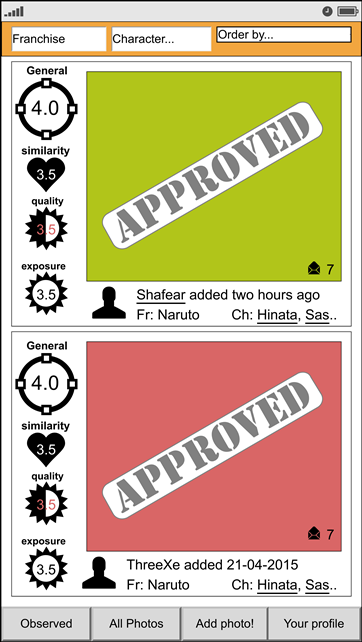 Franchise
Character...
Order by...
General
4.0
similarity
3.5
quality
3.5
exposure
3.5
APPROVED
7
Shafear added two hours ago
Fr: Naruto Ch: Hinata, Sas..
General
4.0
similarity
3.5
quality
3.5
exposure
3.5
APPROVED
7
ThreeXe added 21-04-2015
Fr: Naruto Ch: Hinata, Sas..
Observed
All Photos
Add photo!
Your profile